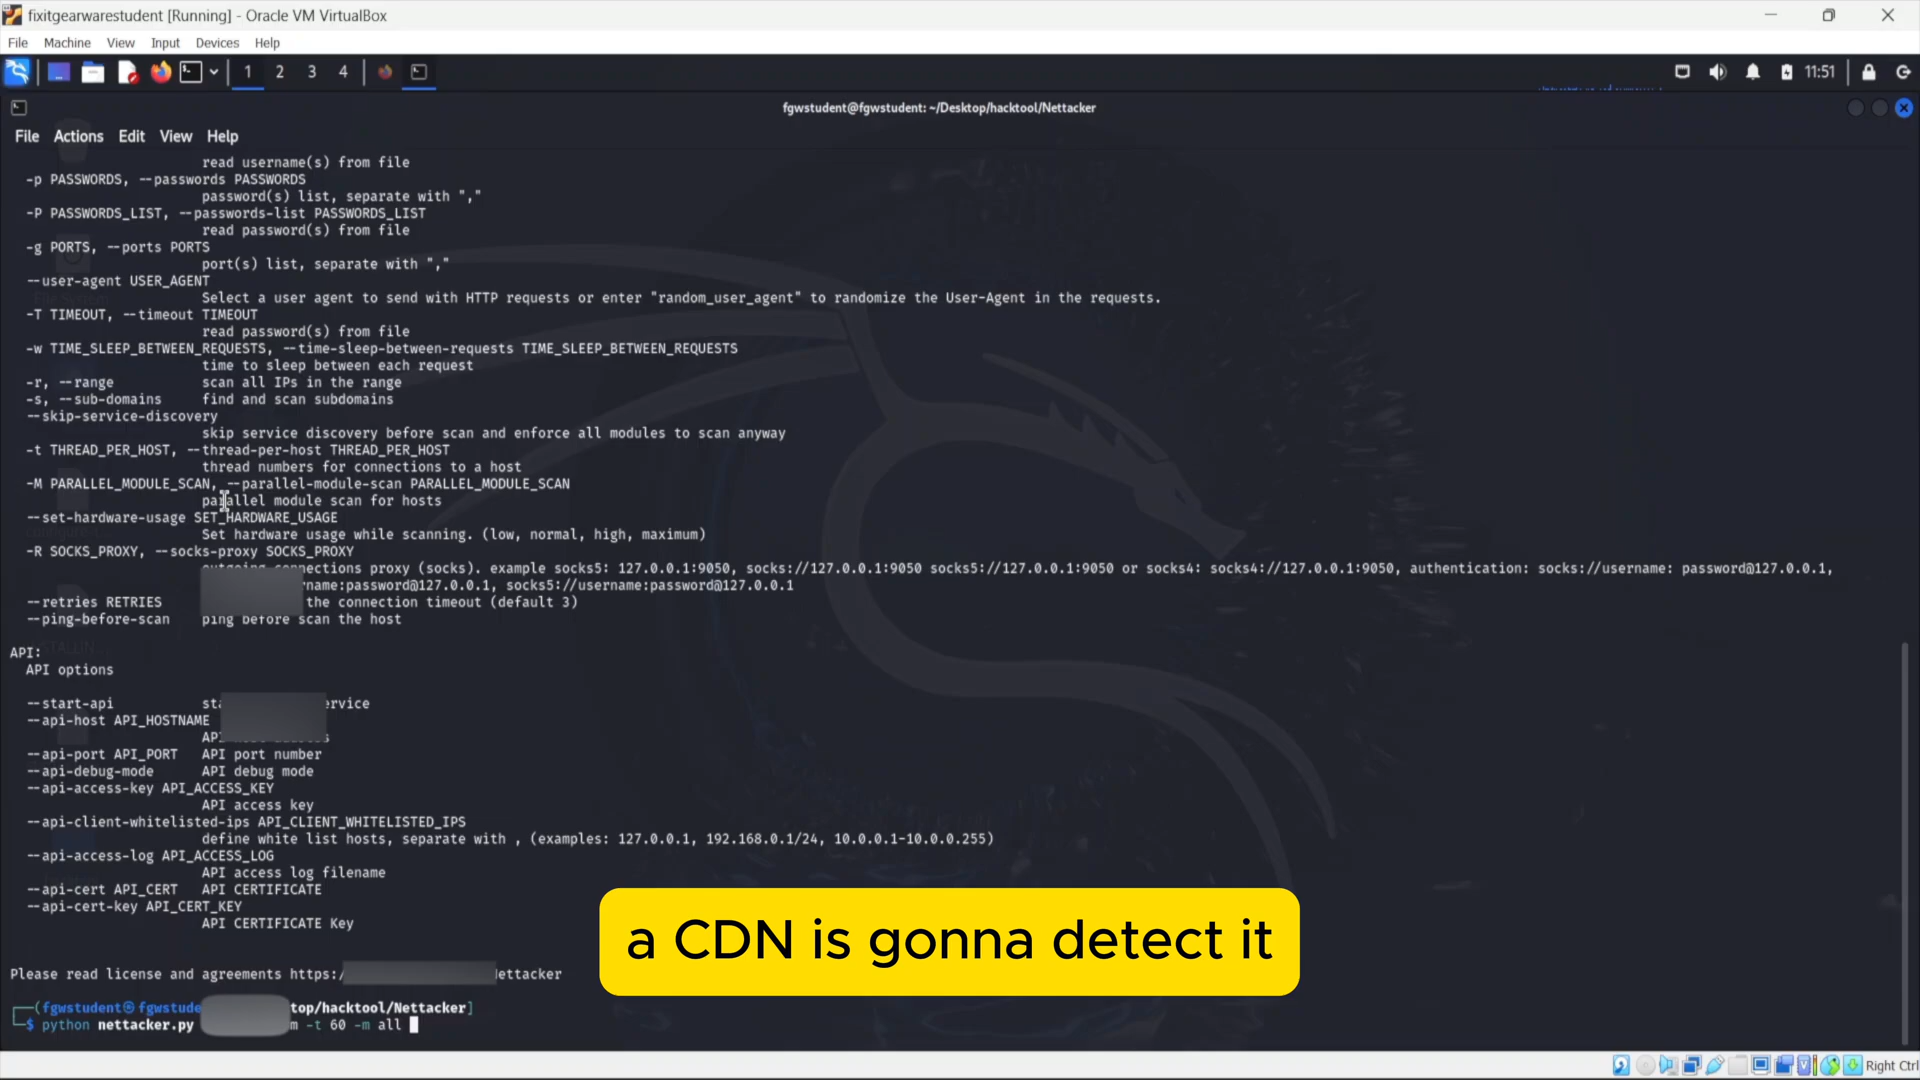 fixitgearwarestudent [Running] - Oracle VM VirtualBox
File Machine View Input Devices Help
1 2 3 4 11:51
fgwstudent@fgwstudent: ~/Desktop/hacktool/Nettacker
File Actions Edit View Help
read username(s) from file
-p PASSWORDS, --passwords PASSWORDS
password(s) list, separate with ","
-P PASSWORDS_LIST, --passwords-list PASSWORDS_LIST
read password(s) from file
-g PORTS, --ports PORTS
port(s) list, separate with ","
--user-agent USER_AGENT
Select a user agent to send with HTTP requests or enter "random_user_agent" to randomize the User-Agent in the requests.
-T TIMEOUT, --timeout TIMEOUT
read password(s) from file
-w TIME_SLEEP_BETWEEN_REQUESTS, --time-sleep-between-requests TIME_SLEEP_BETWEEN_REQUESTS
time to sleep between each request
-r, --range scan all IPs in the range
-s, --sub-domains find and scan subdomains
--skip-service-discovery
skip service discovery before scan and enforce all modules to scan anyway
-t THREAD_PER_HOST, --thread-per-host THREAD_PER_HOST
thread numbers for connections to a host
-M PARALLEL_MODULE_SCAN, --parallel-module-scan PARALLEL_MODULE_SCAN
parallel module scan for hosts
--set-hardware-usage SET_HARDWARE_USAGE
Set hardware usage while scanning. (low, normal, high, maximum)
-R SOCKS_PROXY, --socks-proxy SOCKS_PROXY
outgoing connections proxy (socks). example socks5: 127.0.0.1:9050, socks://127.0.0.1:9050 socks5://127.0.0.1:9050 or socks4: socks4://127.0.0.1:9050, authentication: socks://username: password@127.0.0.1,
name:password@127.0.0.1, socks5://username:password@127.0.0.1
--retries RETRIES the connection timeout (default 3)
--ping-before-scan ping before scan the host
API:
API options
--start-api ervice
--api-host API_HOSTNAME
API
--api-port API_PORT API port number
--api-debug-mode API debug mode
--api-access-key API_ACCESS_KEY
API access key
--api-client-whitelisted-ips API_CLIENT_WHITELISTED_IPS
define white list hosts, separate with , (examples: 127.0.0.1, 192.168.0.1/24, 10.0.0.1-10.0.0.255)
--api-access-log API_ACCESS_LOG
API access log filename
--api-cert API_CERT API CERTIFICATE
--api-cert-key API_CERT_KEY
API CERTIFICATE Key
a CDN is gonna detect it
Please read license and agreements https:/ ettacker
(fgwstudent㉿fgwstude top/hacktool/Nettacker]
$ python nettacker.py m -t 60 -m all
Right Ctrl